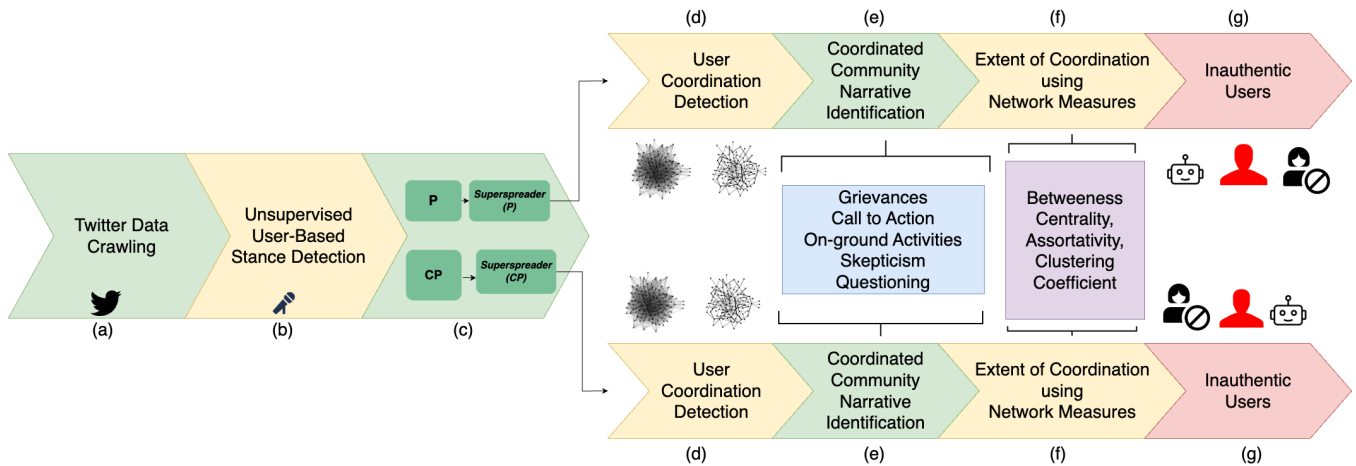 (d)
(e)
(f)
(g)
User
Coordination
Detection
Coordinated
Community
Narrative
Identification
Extent of Coordination
using
Network Measures
Inauthentic
Users
Twitter Data
Crawling
(a)
Unsupervised
User-Based
Stance Detection
(b)
P
Superspreader
(P)
CP
Superspreader
(CP)
(c)
Grievances
Call to Action
On-ground Activities
Skepticism
Questioning
Betweeness
Centrality,
Assortativity,
Clustering
Coefficient
User
Coordination
Detection
Coordinated
Community
Narrative
Identification
Extent of Coordination
using
Network Measures
Inauthentic
Users
(d)
(e)
(f)
(g)